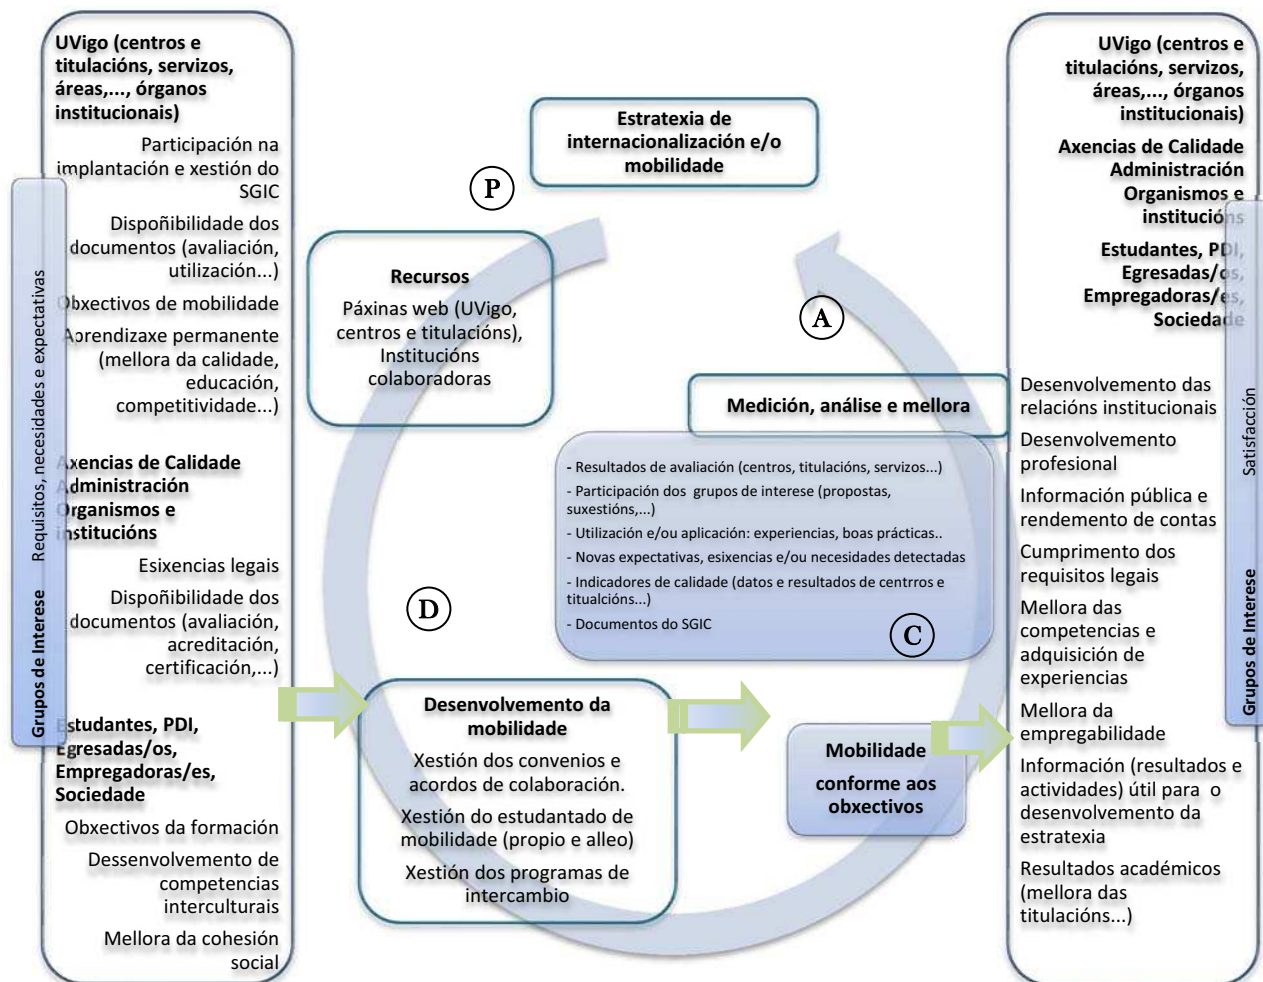 UVigo (centros e
titulacións, servizos,
áreas,..., órganos
institucionais)
Participación na
implantación e xestión do
SGIC
Dispoñibilidade dos
documentos (avaliación,
utilización...)
Obxectivos de mobilidade
Aprendizaxe permanente
(mellora da calidade,
educación,
competitividade...)
Axencias de Calidade
Administración
Organismos e
institucións
Esixencias legais
Dispoñibilidade dos
documentos (avaliación,
acreditación,
certificación,...)
Estudantes, PDI,
Egresadas/os,
Empregadoras/es,
Sociedade
Obxectivos da formación
Dessenvolvemento de
competencias
interculturais
Mellora da cohesión
social
Grupos de Interese Requisitos, necesidades e expectativas
Estratexia de
internacionalización e/o
mobilidade
P
Recursos
Páxinas web (UVigo,
centros e titulacións),
Institucións
colaboradoras
A
Medición, análise e mellora
- Resultados de avaliación (centros, titulacións, servizos...)
- Participación dos grupos de interese (propostas,
suxestións,...)
- Utilización e/ou aplicación: experiencias, boas prácticas..
- Novas expectativas, esixencias e/ou necesidades detectadas
- Indicadores de calidade (datos e resultados de centrros e
titualcións...)
- Documentos do SGIC
C
D
Desenvolvemento da
mobilidade
Xestión dos convenios e
acordos de colaboración.
Xestión do estudantado de
mobilidade (propio e alleo)
Xestión dos programas de
intercambio
Mobilidade
conforme aos
obxectivos
UVigo (centros e
titulacións, servizos,
áreas,..., órganos
institucionais)
Axencias de Calidade
Administración
Organismos e
institucións
Estudantes, PDI,
Egresadas/os,
Empregadoras/es,
Sociedade
Desenvolvemento das
relacións institucionais
Desenvolvemento
profesional
Información pública e
rendemento de contas
Cumprimento dos
requisitos legais
Mellora das
competencias e
adquisición de
experiencias
Mellora da
empregabilidade
Información (resultados e
actividades) útil para o
desenvolvemento da
estratexia
Resultados académicos
(mellora das
titulacións...)
Grupos de Interese Satisfacción